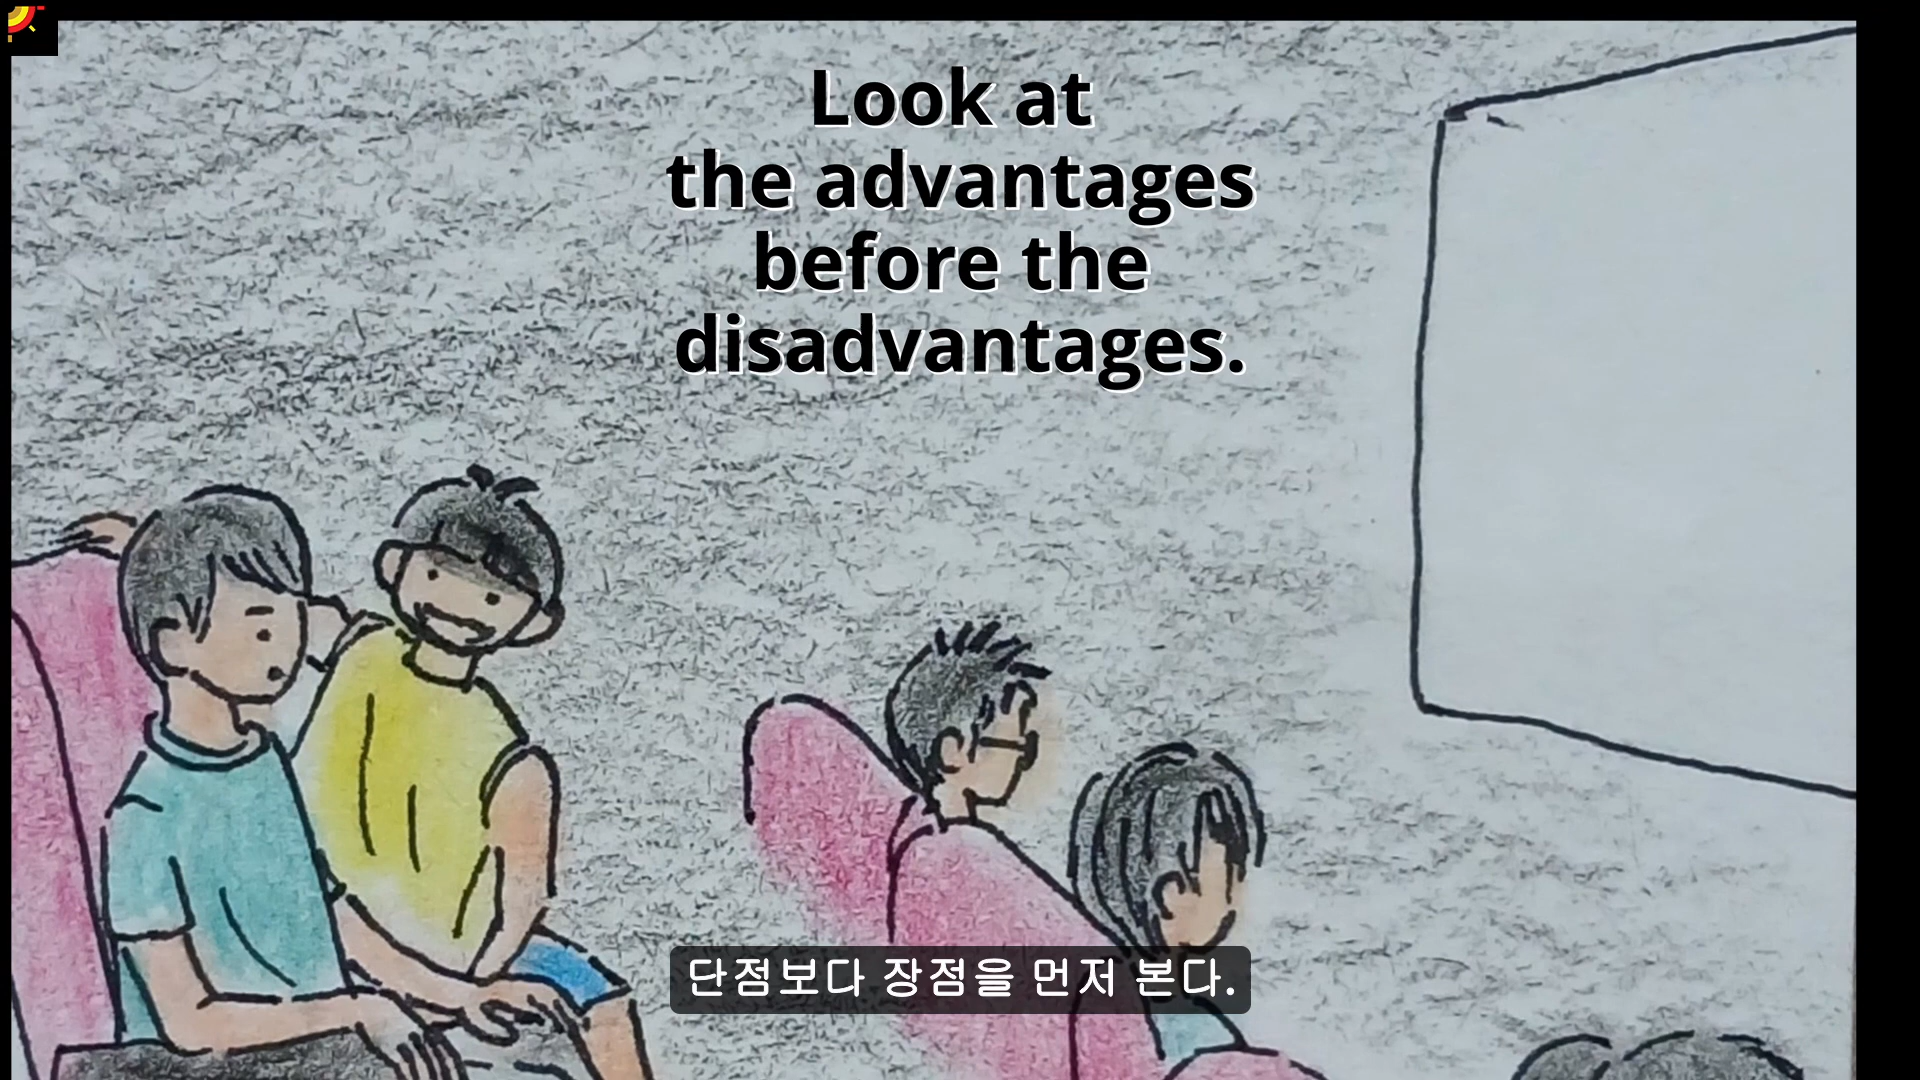 Look at
the advantages
before the
disadvantages.
단점보다 장점을 먼저 본다.